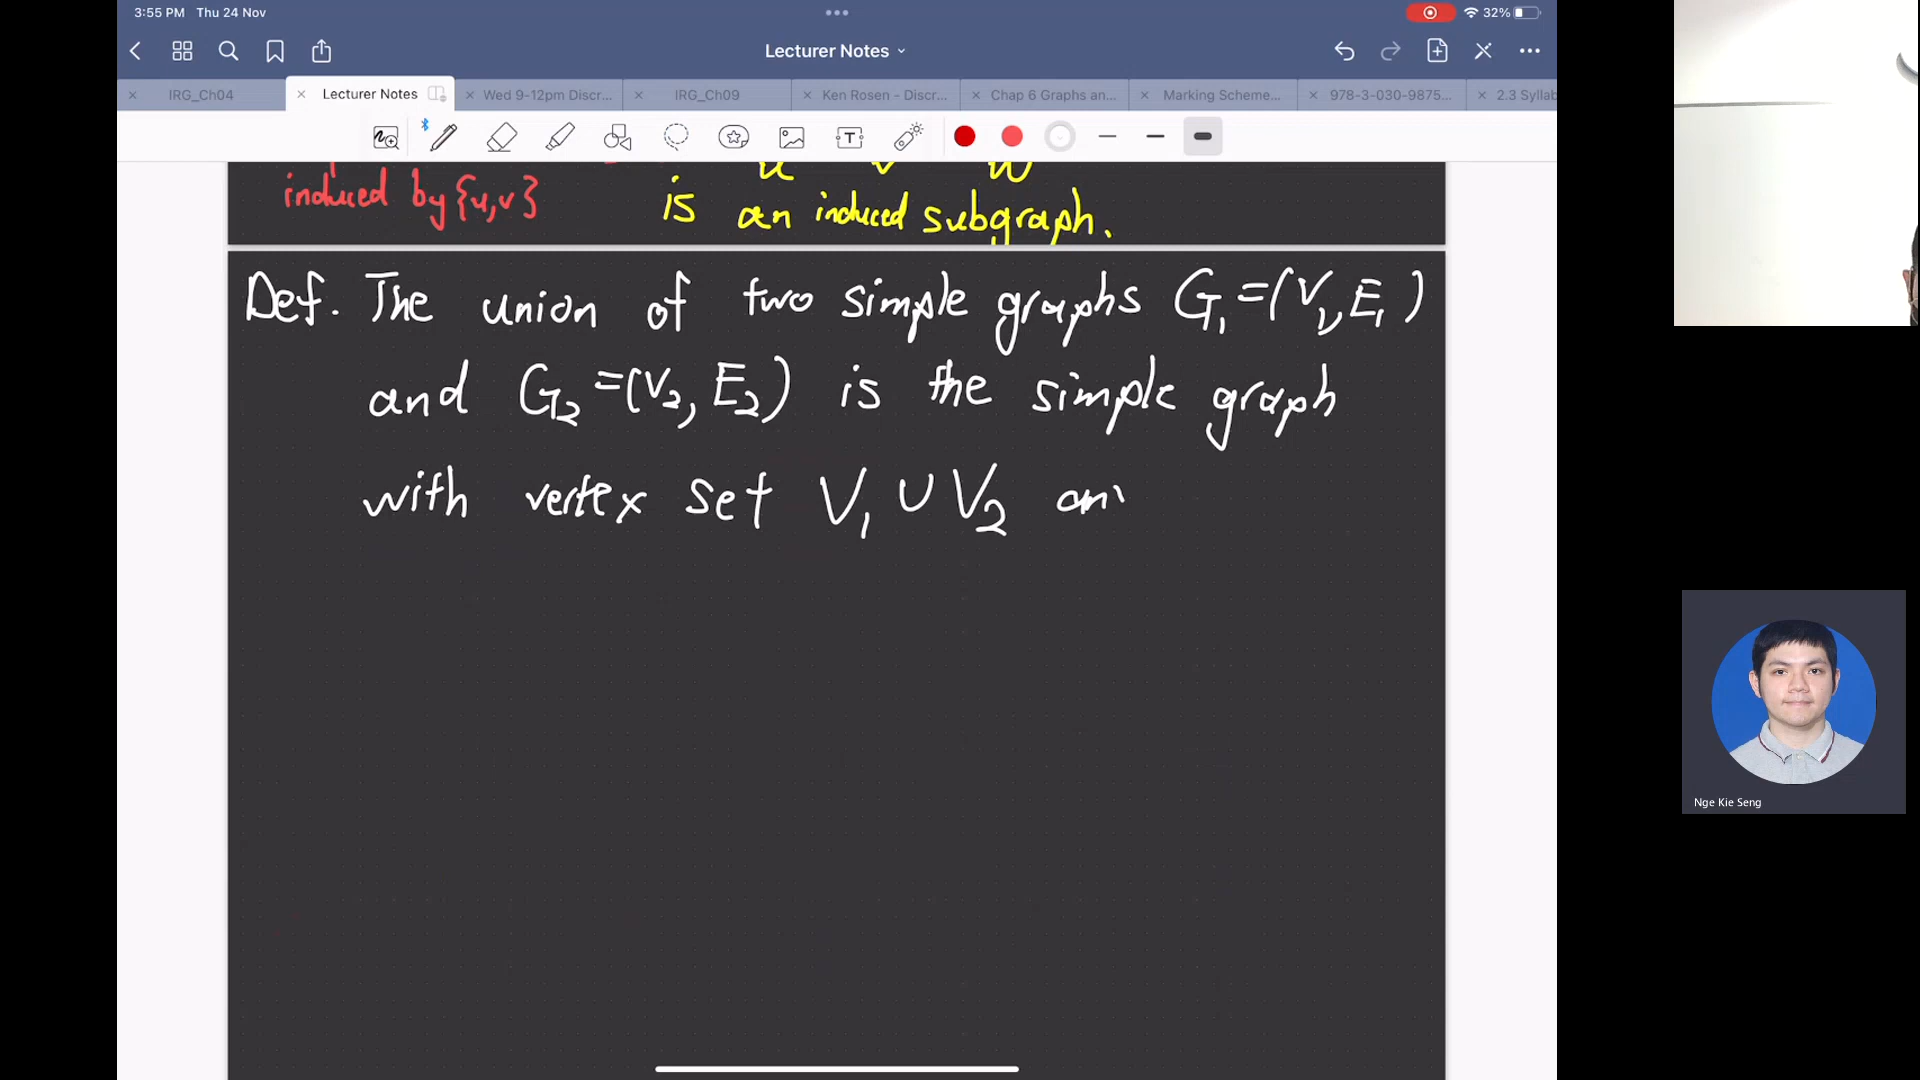 3:55 PM Thu 24 Nov
32%
Lecturer Notes
IRG_Ch04
Lecturer Notes
Wed 9-12pm Discr...
IRG_Ch09
Ken Rosen - Discr...
Chap 6 Graphs an...
Marking Scheme...
978-3-030-9875...
2.3 Syllab
induced by {u,v}
u v w
is an induced subgraph.
Def. The union of two simple graphs G₁=(V₁,E₁)
and G₂=(V₂,E₂) is the simple graph
with vertex set V₁ ∪ V₂ an
Nge Kie Seng